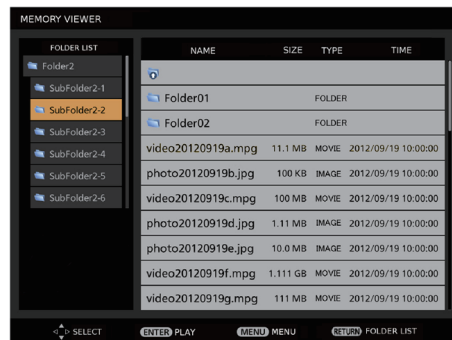 MEMORY VIEWER
FOLDER LIST
Folder2
SubFolder2-1
SubFolder2-2
SubFolder2-3
SubFolder2-4
SubFolder2-5
SubFolder2-6
NAME SIZE TYPE TIME
Folder01 FOLDER
Folder02 FOLDER
video20120919a.mpg 11.1 MB MOVIE 2012/09/19 10:00:00
photo20120919b.jpg 100 KB IMAGE 2012/09/19 10:00:00
video20120919c.mpg 100 MB MOVIE 2012/09/19 10:00:00
photo20120919d.jpg 1.11 MB IMAGE 2012/09/19 10:00:00
photo20120919e.jpg 10.0 MB IMAGE 2012/09/19 10:00:00
video20120919f.mpg 1.111 GB MOVIE 2012/09/19 10:00:00
video20120919g.mpg 111 MB MOVIE 2012/09/19 10:00:00
SELECT ENTER PLAY MENU MENU RETURN FOLDER LIST